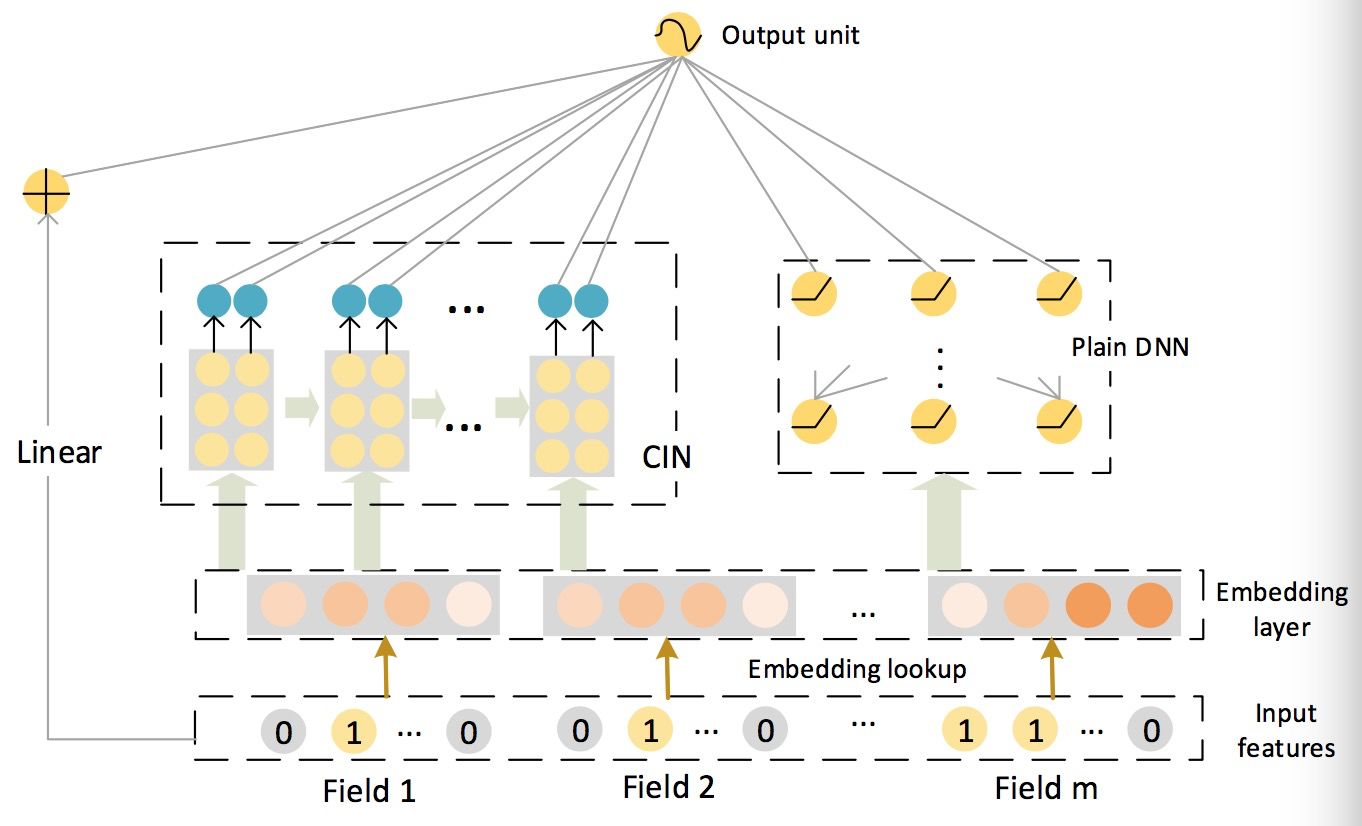 Output unit
...
Plain DNN
...
Linear
CIN
...
Embedding
layer
Embedding lookup
0 1 ... 0 0 1 ... 0 ... 1 1 ... 0
Input
features
Field 1
Field 2
Field m